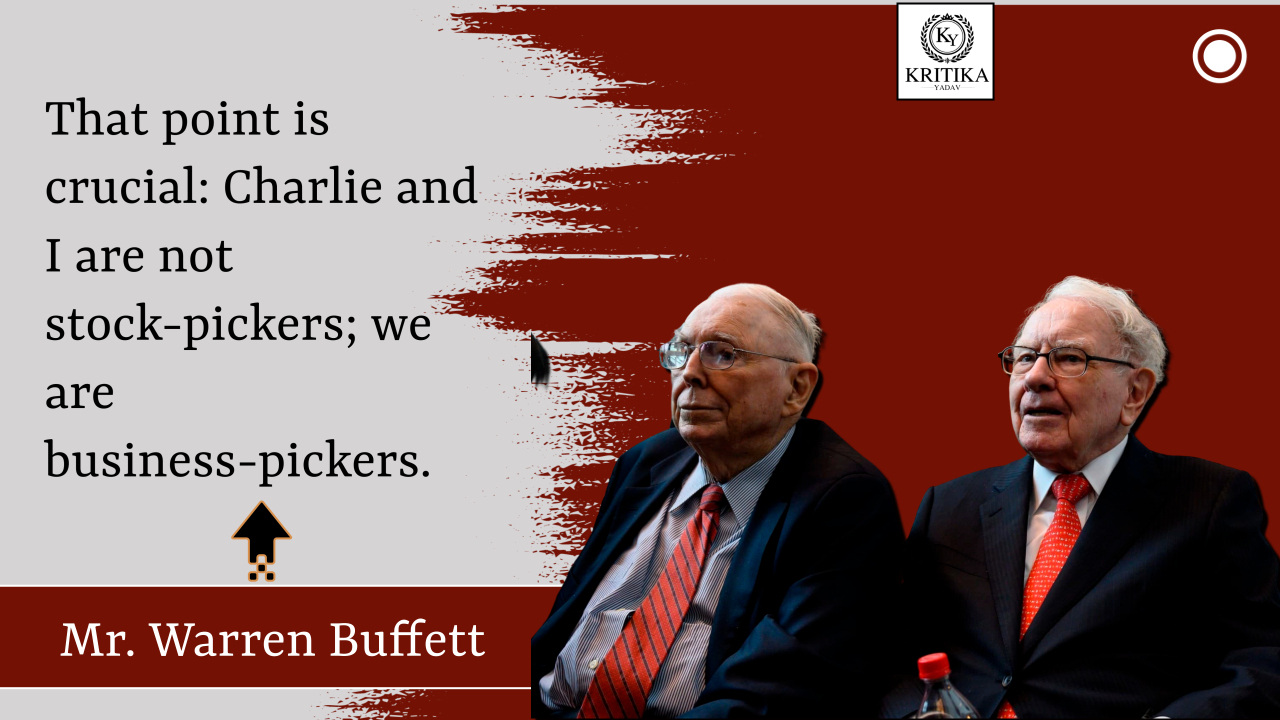 That point is
crucial: Charlie and
I are not
stock-pickers; we
are
business-pickers.
Mr. Warren Buffett
KY
KRITIKA
YADAV